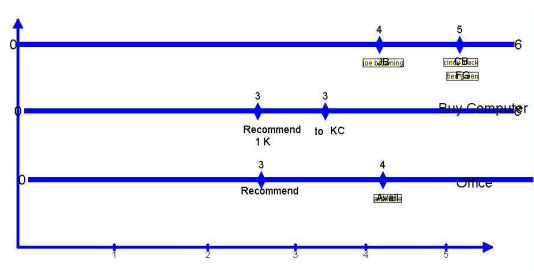 4 5
0 6
JB CB
FG
3 3
0 Buy Computer
Recommend to KC
1 K
3 4
0 Office
Recommend Avail
1 2 3 4 5